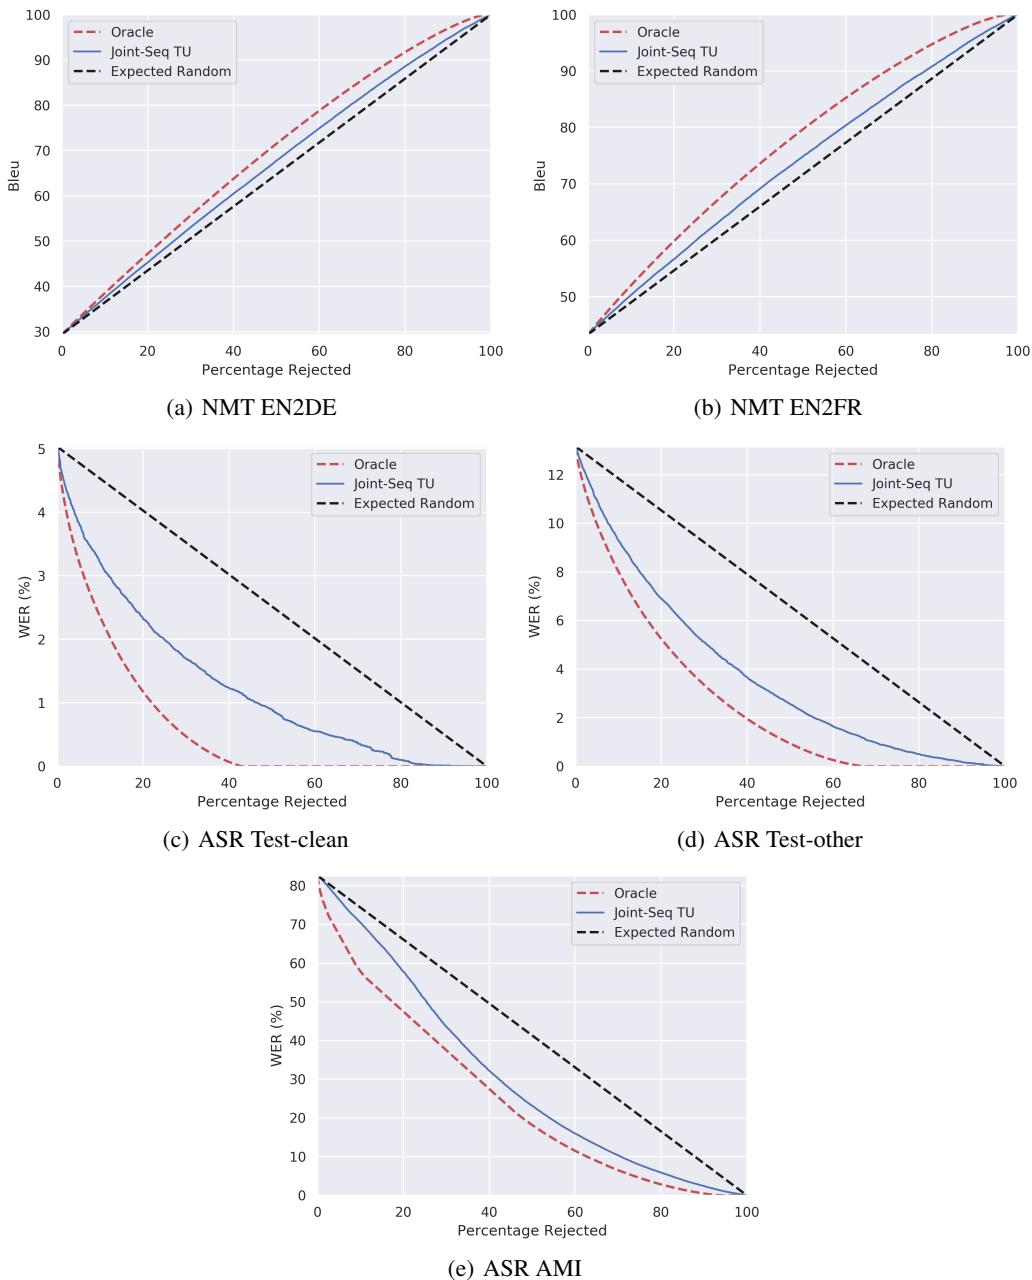 100
90
80
70
60
50
40
30
Bleu
Oracle
Joint-Seq TU
Expected Random
0 20 40 60 80 100
Percentage Rejected
(a) NMT EN2DE
100
90
80
70
60
50
Bleu
Oracle
Joint-Seq TU
Expected Random
0 20 40 60 80 100
Percentage Rejected
(b) NMT EN2FR
5
4
3
2
1
0
WER (%)
Oracle
Joint-Seq TU
Expected Random
0 20 40 60 80 100
Percentage Rejected
(c) ASR Test-clean
12
10
8
6
4
2
0
WER (%)
Oracle
Joint-Seq TU
Expected Random
0 20 40 60 80 100
Percentage Rejected
(d) ASR Test-other
80
70
60
50
40
30
20
10
0
WER (%)
Oracle
Joint-Seq TU
Expected Random
0 20 40 60 80 100
Percentage Rejected
(e) ASR AMI